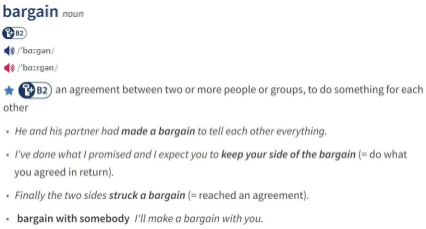 bargain noun
B2
/ˈbɑːɡən/
/ˈbɑːrɡən/
B2 an agreement between two or more people or groups, to do something for each
other
• He and his partner had made a bargain to tell each other everything.
• I've done what I promised and I expect you to keep your side of the bargain (= do what
you agreed in return).
• Finally the two sides struck a bargain (= reached an agreement).
• bargain with somebody I'll make a bargain with you.